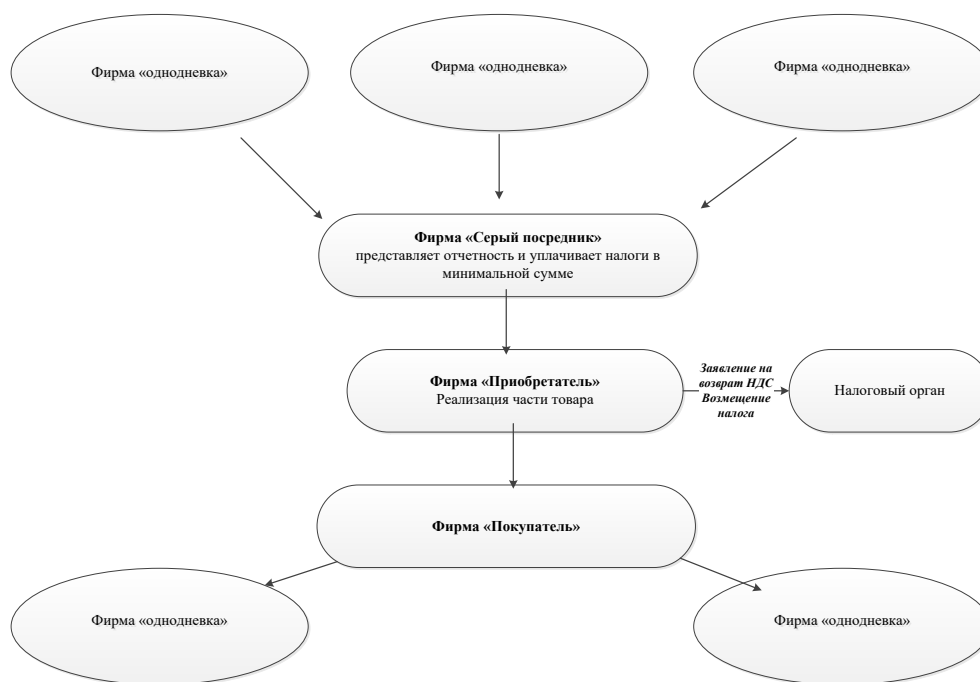 Фирма «однодневка»
Фирма «однодневка»
Фирма «однодневка»
Фирма «Серый посредник»
представляет отчетность и уплачивает налоги в
минимальной сумме
Фирма «Приобретатель»
Реализация части товара
Заявление на
возврат НДС
Возмещение
налога
Налоговый орган
Фирма «Покупатель»
Фирма «однодневка»
Фирма «однодневка»